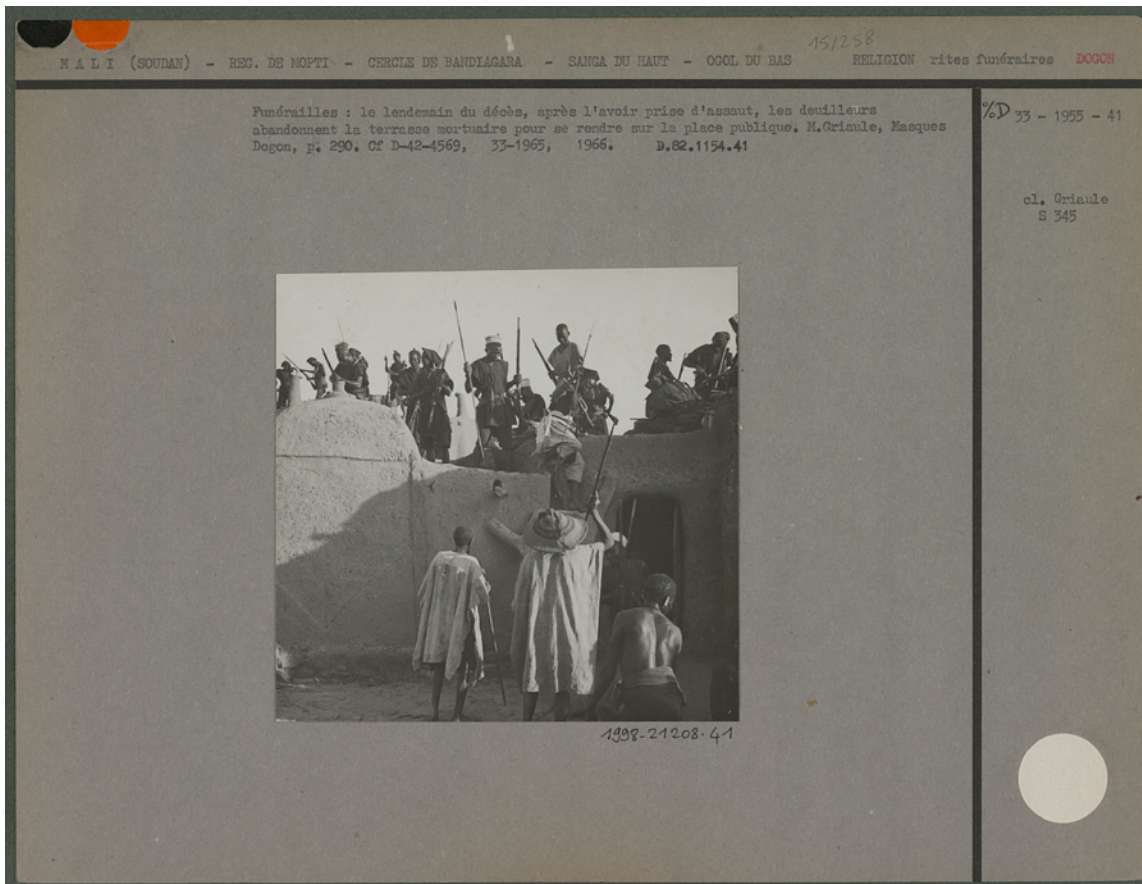 15/258
MALI (SOUDAN) - REG. DE MOPTI - CERCLE DE BANDIAGARA - SANGA DU HAUT - OGOL DU BAS RELIGION rites funéraires DOGON
Funérailles : le lendemain du décès, après l'avoir prise d'assaut, les deuilleurs
abandonnent la terrasse mortuaire pour se rendre sur la place publique. M.Griaule, Masques
Dogon, p. 290. Cf D-42-4569, 33-1965, 1966. D.82.1154.41
%D 33 - 1955 - 41
cl. Griaule
S 345
1998-21208-41